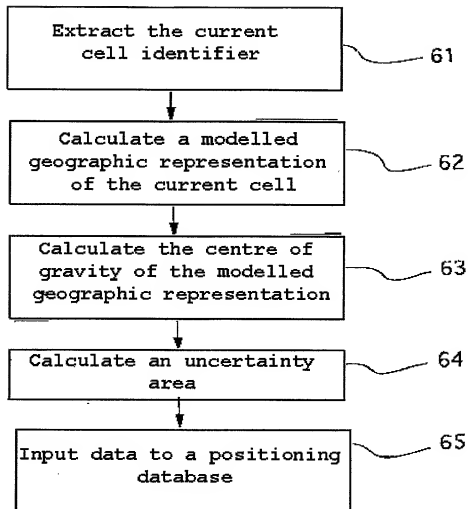 Extract the current
cell identifier
61
Calculate a modelled
geographic representation
of the current cell
62
Calculate the centre of
gravity of the modelled
geographic representation
63
Calculate an uncertainty
area
64
Input data to a positioning
database
65